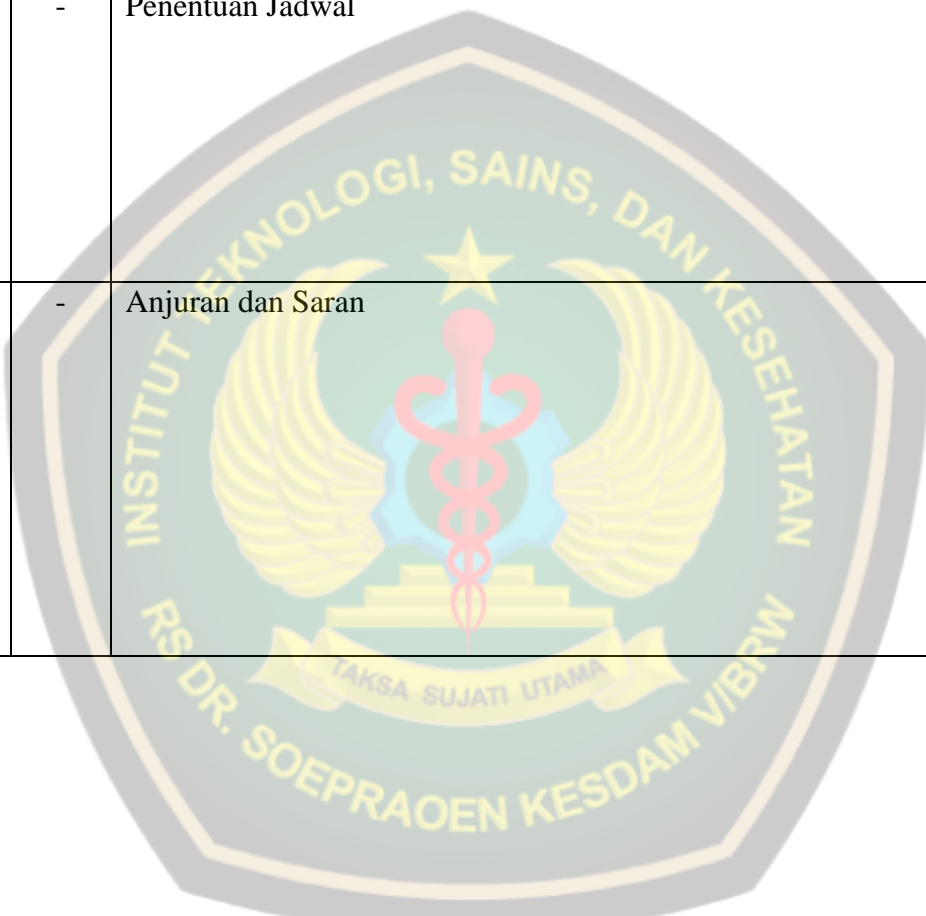 - Penentuan Jadwal
INSTITUT TEKNOLOGI, SAINS, DAN KESEHATAN
- Anjuran dan Saran
TAKSA SUJATI UTAMA
RS DR. SOEPRAOEN KESDAM V/BRW